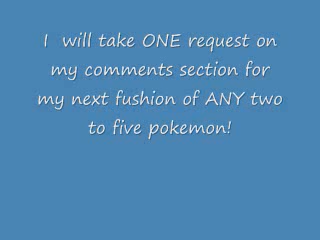 I  will take ONE request on
my comments section for
my next fushion of ANY two
to five pokemon!